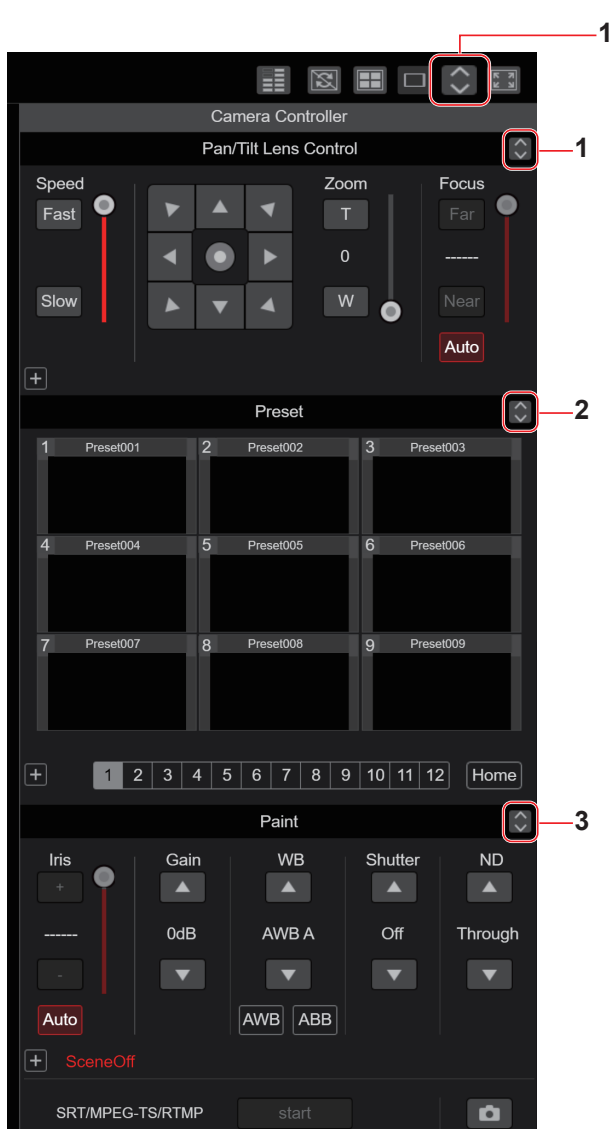 1
Camera Controller
Pan/Tilt Lens Control
1
Speed
Zoom
Focus
Fast
T
Far
0
------
Slow
W
Near
Auto
+
Preset
2
1 Preset001
2 Preset002
3 Preset003
4 Preset004
5 Preset005
6 Preset006
7 Preset007
8 Preset008
9 Preset009
+ 1 2 3 4 5 6 7 8 9 10 11 12 Home
Paint
3
Iris
Gain
WB
Shutter
ND
+
------
0dB
AWB A
Off
Through
-
Auto
AWB
ABB
+ SceneOff
SRT/MPEG-TS/RTMP
start